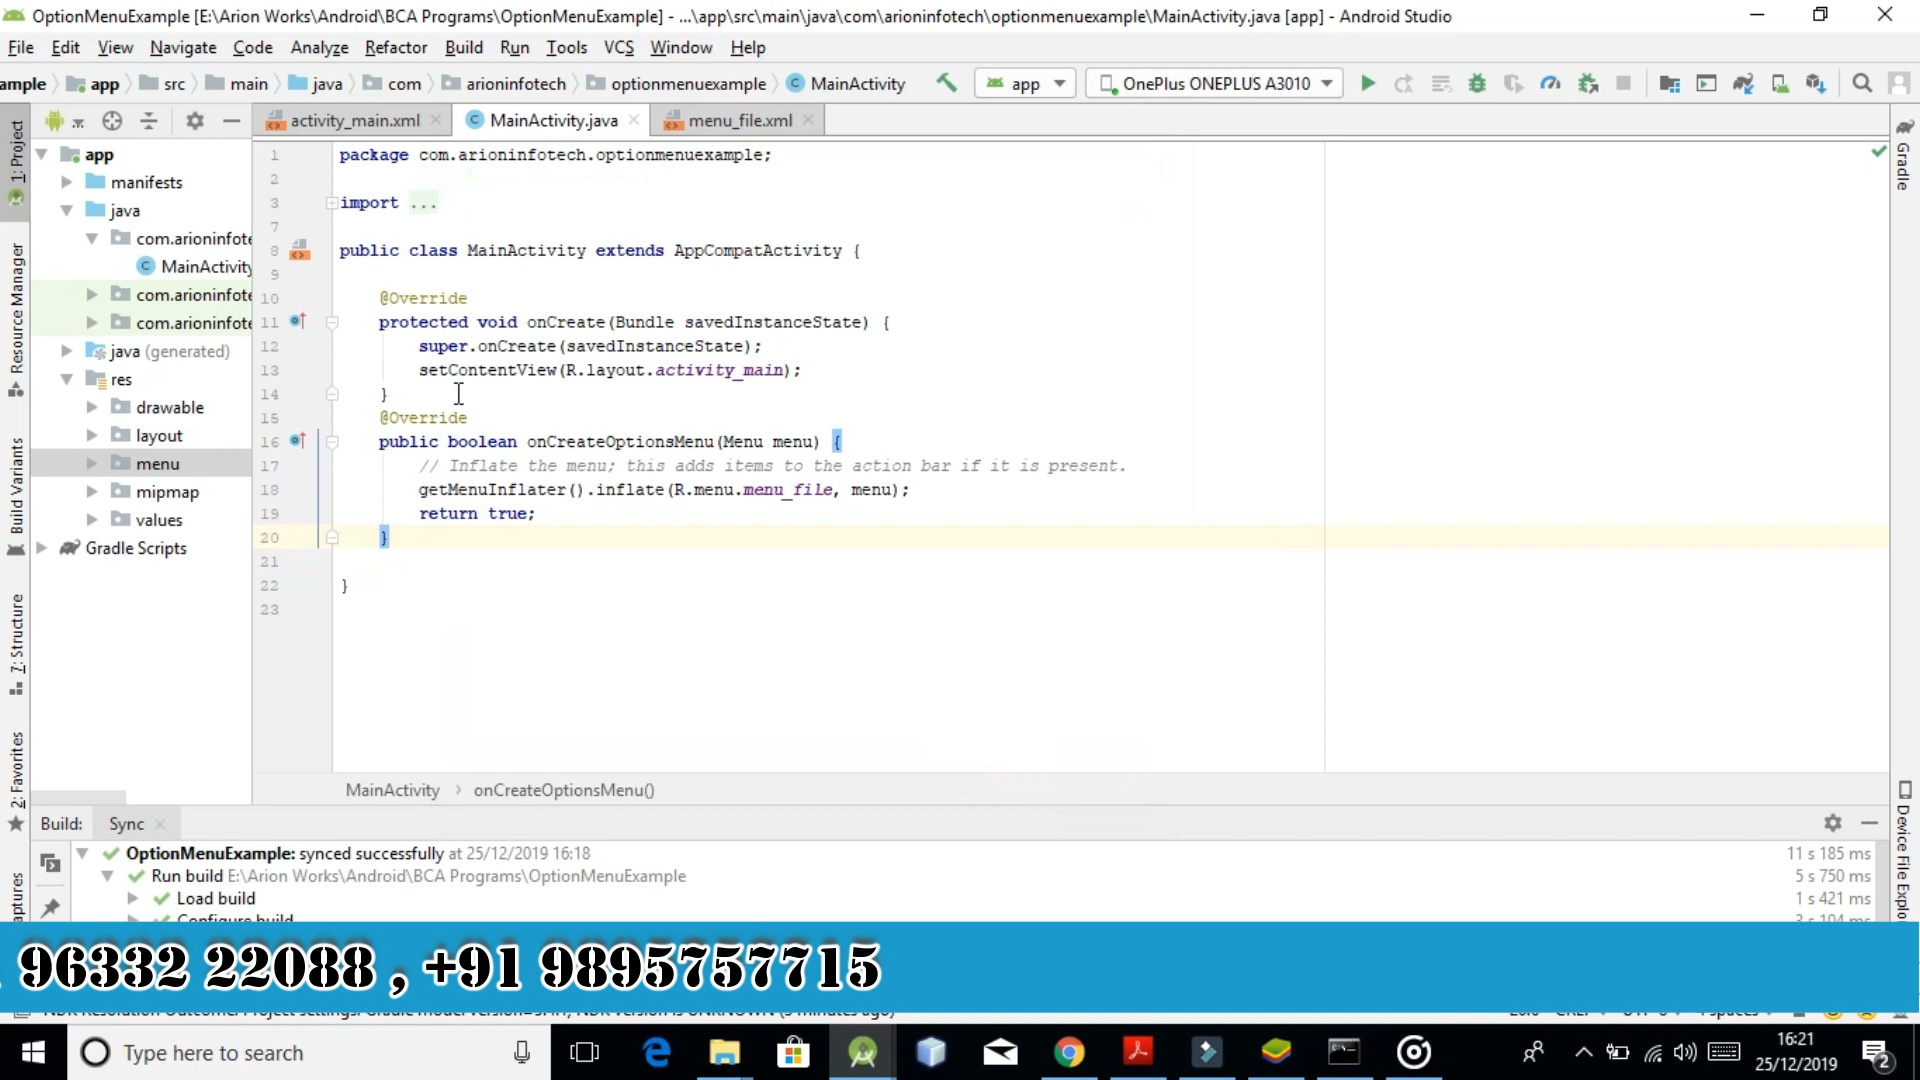 OptionMenuExample [E:\Arion Works\Android\BCA Programs\OptionMenuExample] - ...\app\src\main\java\com\arioninfotech\optionmenuexample\MainActivity.java [app] - Android Studio
File Edit View Navigate Code Analyze Refactor Build Run Tools VCS Window Help
ample app src main java com arioninfotech optionmenuexample MainActivity app OnePlus ONEPLUS A3010
activity_main.xml MainActivity.java menu_file.xml
1: Project
Resource Manager
Build Variants
7: Structure
2: Favorites
aptures
app
manifests
java
com.arioninfote
MainActivity
com.arioninfote
com.arioninfote
java (generated)
res
drawable
layout
menu
mipmap
values
Gradle Scripts
1 package com.arioninfotech.optionmenuexample;
2
3 import ...
7
8 public class MainActivity extends AppCompatActivity {
9
10 @Override
11 protected void onCreate(Bundle savedInstanceState) {
12 super.onCreate(savedInstanceState);
13 setContentView(R.layout.activity_main);
14 }
15 @Override
16 public boolean onCreateOptionsMenu(Menu menu) {
17 // Inflate the menu; this adds items to the action bar if it is present.
18 getMenuInflater().inflate(R.menu.menu_file, menu);
19 return true;
20 }
21
22 }
23
Gradle
Device File Explo
MainActivity › onCreateOptionsMenu()
Build: Sync
OptionMenuExample: synced successfully at 25/12/2019 16:18 11 s 185 ms
Run build E:\Arion Works\Android\BCA Programs\OptionMenuExample 5 s 750 ms
Load build 1 s 421 ms
Configure build 3 s 104 ms
96332 22088 , +91 9895757715
Type here to search
16:21
25/12/2019
2